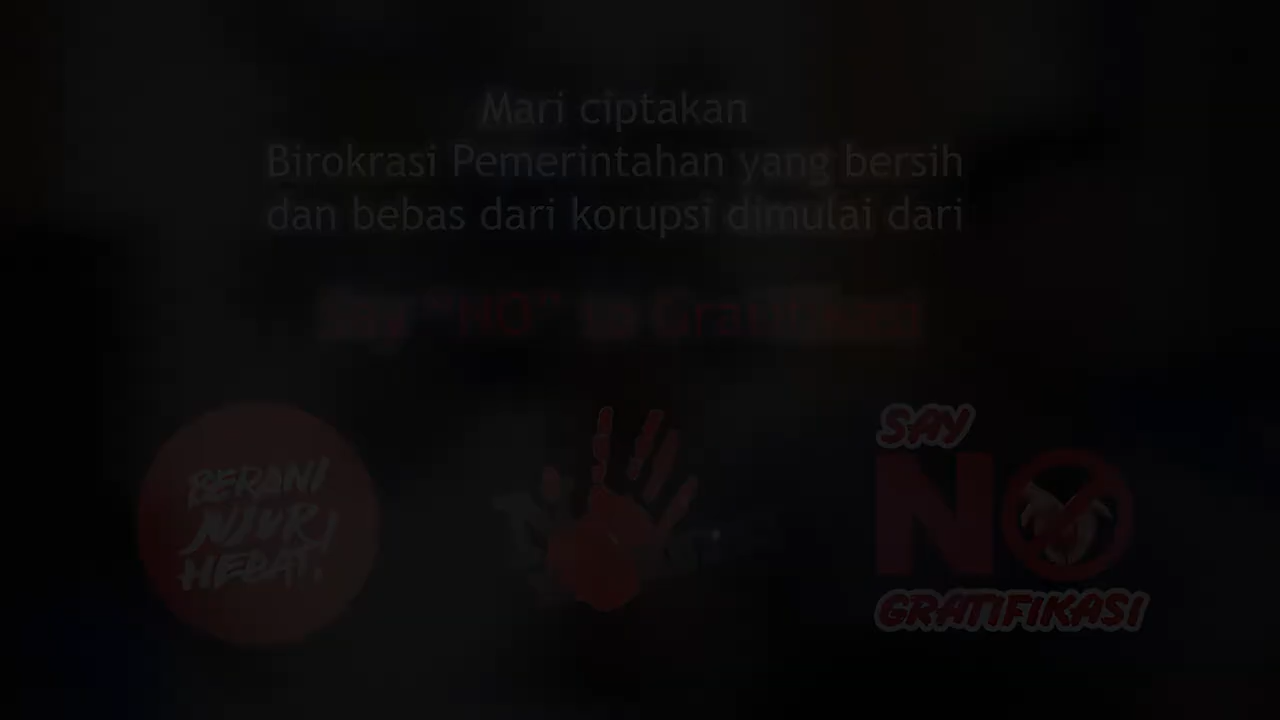 Mari ciptakan
Birokrasi Pemerintahan yang bersih
dan bebas dari korupsi dimulai dari
Say "NO" to Gratifikasi
BERANI
JUJUR
HEBAT!
SAY
NO
GRATIFIKASI